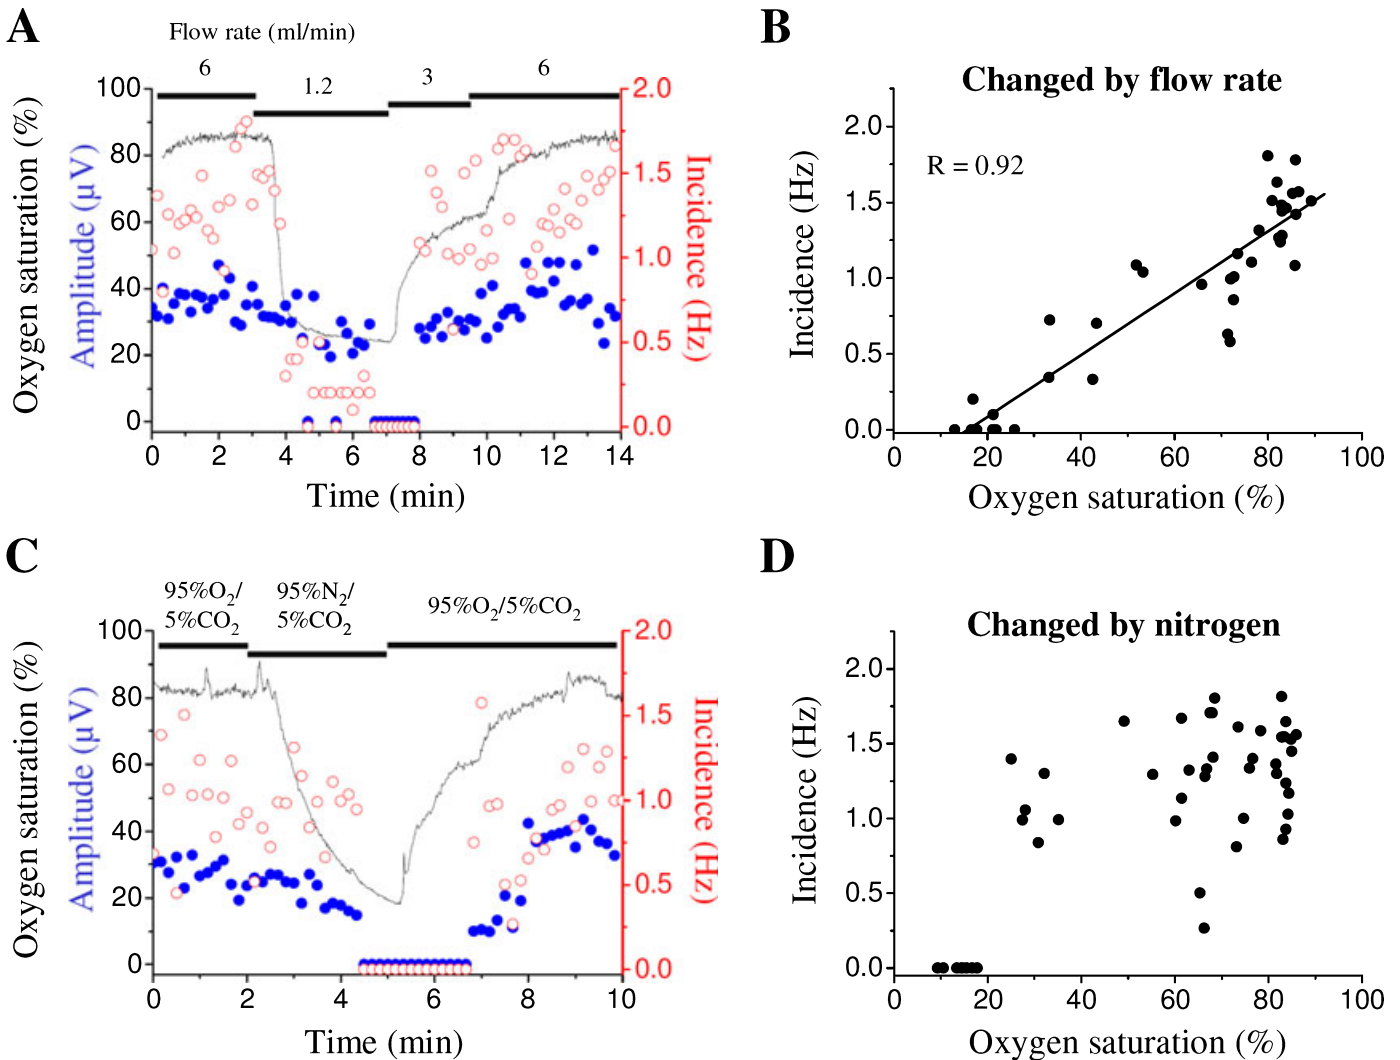 A
Flow rate (ml/min)
6
1.2
3
6
Oxygen saturation (%)
Amplitude (µV)
100
80
60
40
20
0
2.0
1.5
1.0
0.5
0.0
Incidence (Hz)
0 2 4 6 8 10 12 14
Time (min)
B
Changed by flow rate
R = 0.92
Incidence (Hz)
2.0
1.5
1.0
0.5
0.0
0 20 40 60 80 100
Oxygen saturation (%)
C
95%O2/
5%CO2
95%N2/
5%CO2
95%O2/5%CO2
Oxygen saturation (%)
Amplitude (µV)
100
80
60
40
20
0
2.0
1.5
1.0
0.5
0.0
Incidence (Hz)
0 2 4 6 8 10
Time (min)
D
Changed by nitrogen
Incidence (Hz)
2.0
1.5
1.0
0.5
0.0
0 20 40 60 80 100
Oxygen saturation (%)